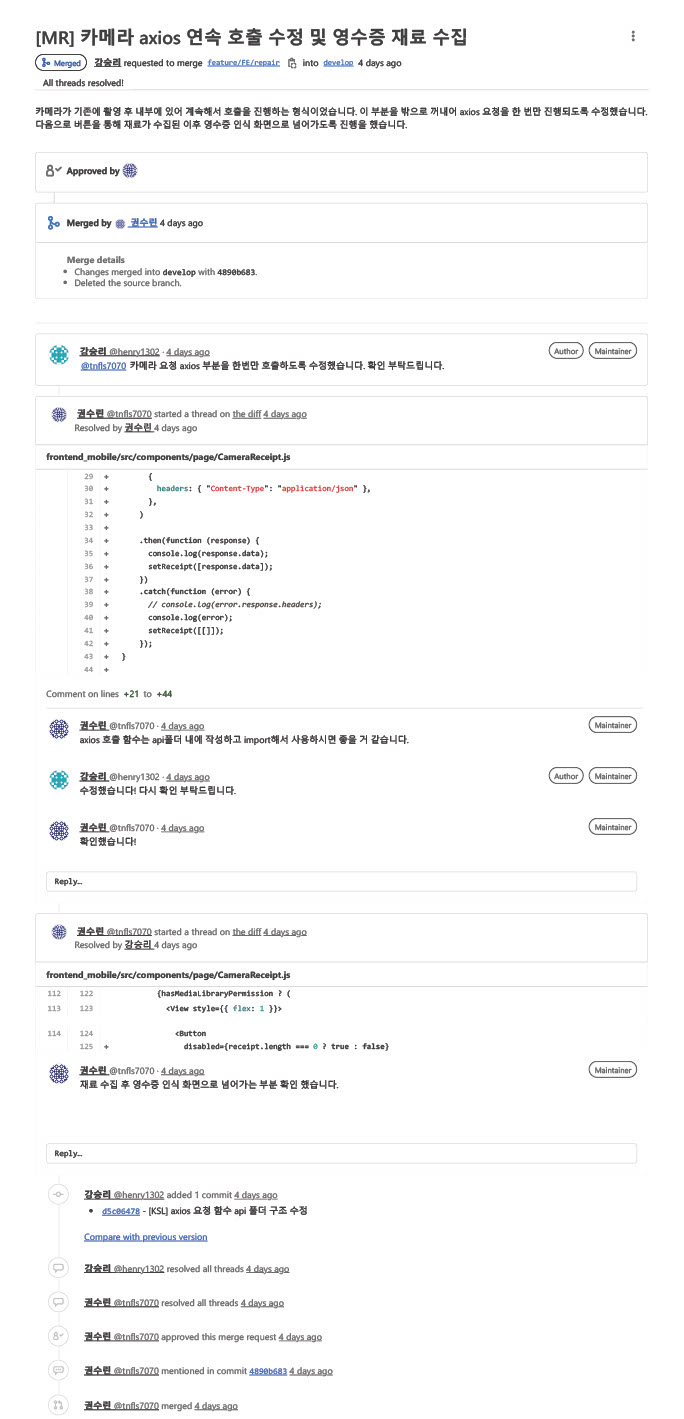 [MR] 카메라 axios 연속 호출 수정 및 영수증 재료 수집
Merged 강승리 requested to merge feature/FE/repair into develop 4 days ago
All threads resolved!
카메라가 기존에 촬영 후 내부에 있어 계속해서 호출을 진행하는 형식이었습니다. 이 부분을 밖으로 꺼내어 axios 요청을 한 번만 진행되도록 수정했습니다.
다음으로 버튼을 통해 재료가 수집된 이후 영수증 인식 화면으로 넘어가도록 진행을 했습니다.
Approved by
Merged by 권수린 4 days ago
Merge details
• Changes merged into develop with 4890b683.
• Deleted the source branch.
강승리 @henry1302 · 4 days ago Author Maintainer
@tnfls7070 카메라 요청 axios 부분을 한번만 호출하도록 수정했습니다. 확인 부탁드립니다.
권수린 @tnfls7070 started a thread on the diff 4 days ago
Resolved by 권수린 4 days ago
frontend_mobile/src/components/page/CameraReceipt.js
29 + {
30 + headers: { "Content-Type": "application/json" },
31 + },
32 + )
33 +
34 + .then(function (response) {
35 + console.log(response.data);
36 + setReceipt([response.data]);
37 + })
38 + .catch(function (error) {
39 + // console.log(error.response.headers);
40 + console.log(error);
41 + setReceipt([[]]);
42 + });
43 + }
44 +
Comment on lines +21 to +44
권수린 @tnfls7070 · 4 days ago Maintainer
axios 호출 함수는 api폴더 내에 작성하고 import해서 사용하시면 좋을 거 같습니다.
강승리 @henry1302 · 4 days ago Author Maintainer
수정했습니다! 다시 확인 부탁드립니다.
권수린 @tnfls7070 · 4 days ago Maintainer
확인했습니다!
Reply…
권수린 @tnfls7070 started a thread on the diff 4 days ago
Resolved by 강승리 4 days ago
frontend_mobile/src/components/page/CameraReceipt.js
112 122 {hasMediaLibraryPermission ? (
113 123 <View style={{ flex: 1 }}>
114 124 <Button
125 + disabled={receipt.length === 0 ? true : false}
권수린 @tnfls7070 · 4 days ago Maintainer
재료 수집 후 영수증 인식 화면으로 넘어가는 부분 확인 했습니다.
Reply…
강승리 @henry1302 added 1 commit 4 days ago
• d5c06478 - [KSL] axios 요청 함수 api 폴더 구조 수정
Compare with previous version
강승리 @henry1302 resolved all threads 4 days ago
권수린 @tnfls7070 resolved all threads 4 days ago
권수린 @tnfls7070 approved this merge request 4 days ago
권수린 @tnfls7070 mentioned in commit 4890b683 4 days ago
권수린 @tnfls7070 merged 4 days ago